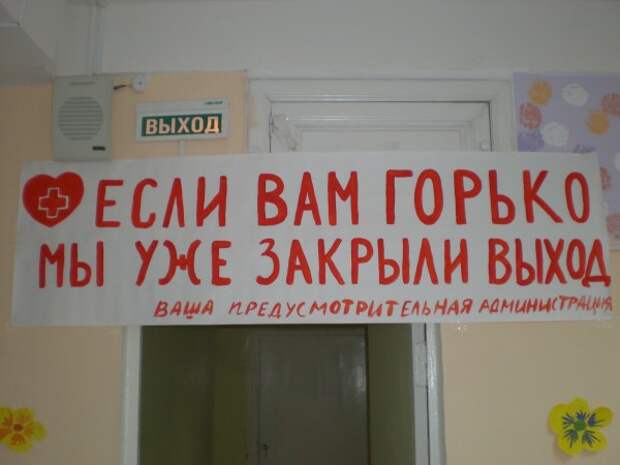 ВЫХОД
ЕСЛИ ВАМ ГОРЬКО
МЫ УЖЕ ЗАКРЫЛИ ВЫХОД
ВАША ПРЕДУСМОТРИТЕЛЬНАЯ АДМИНИСТРАЦИЯ